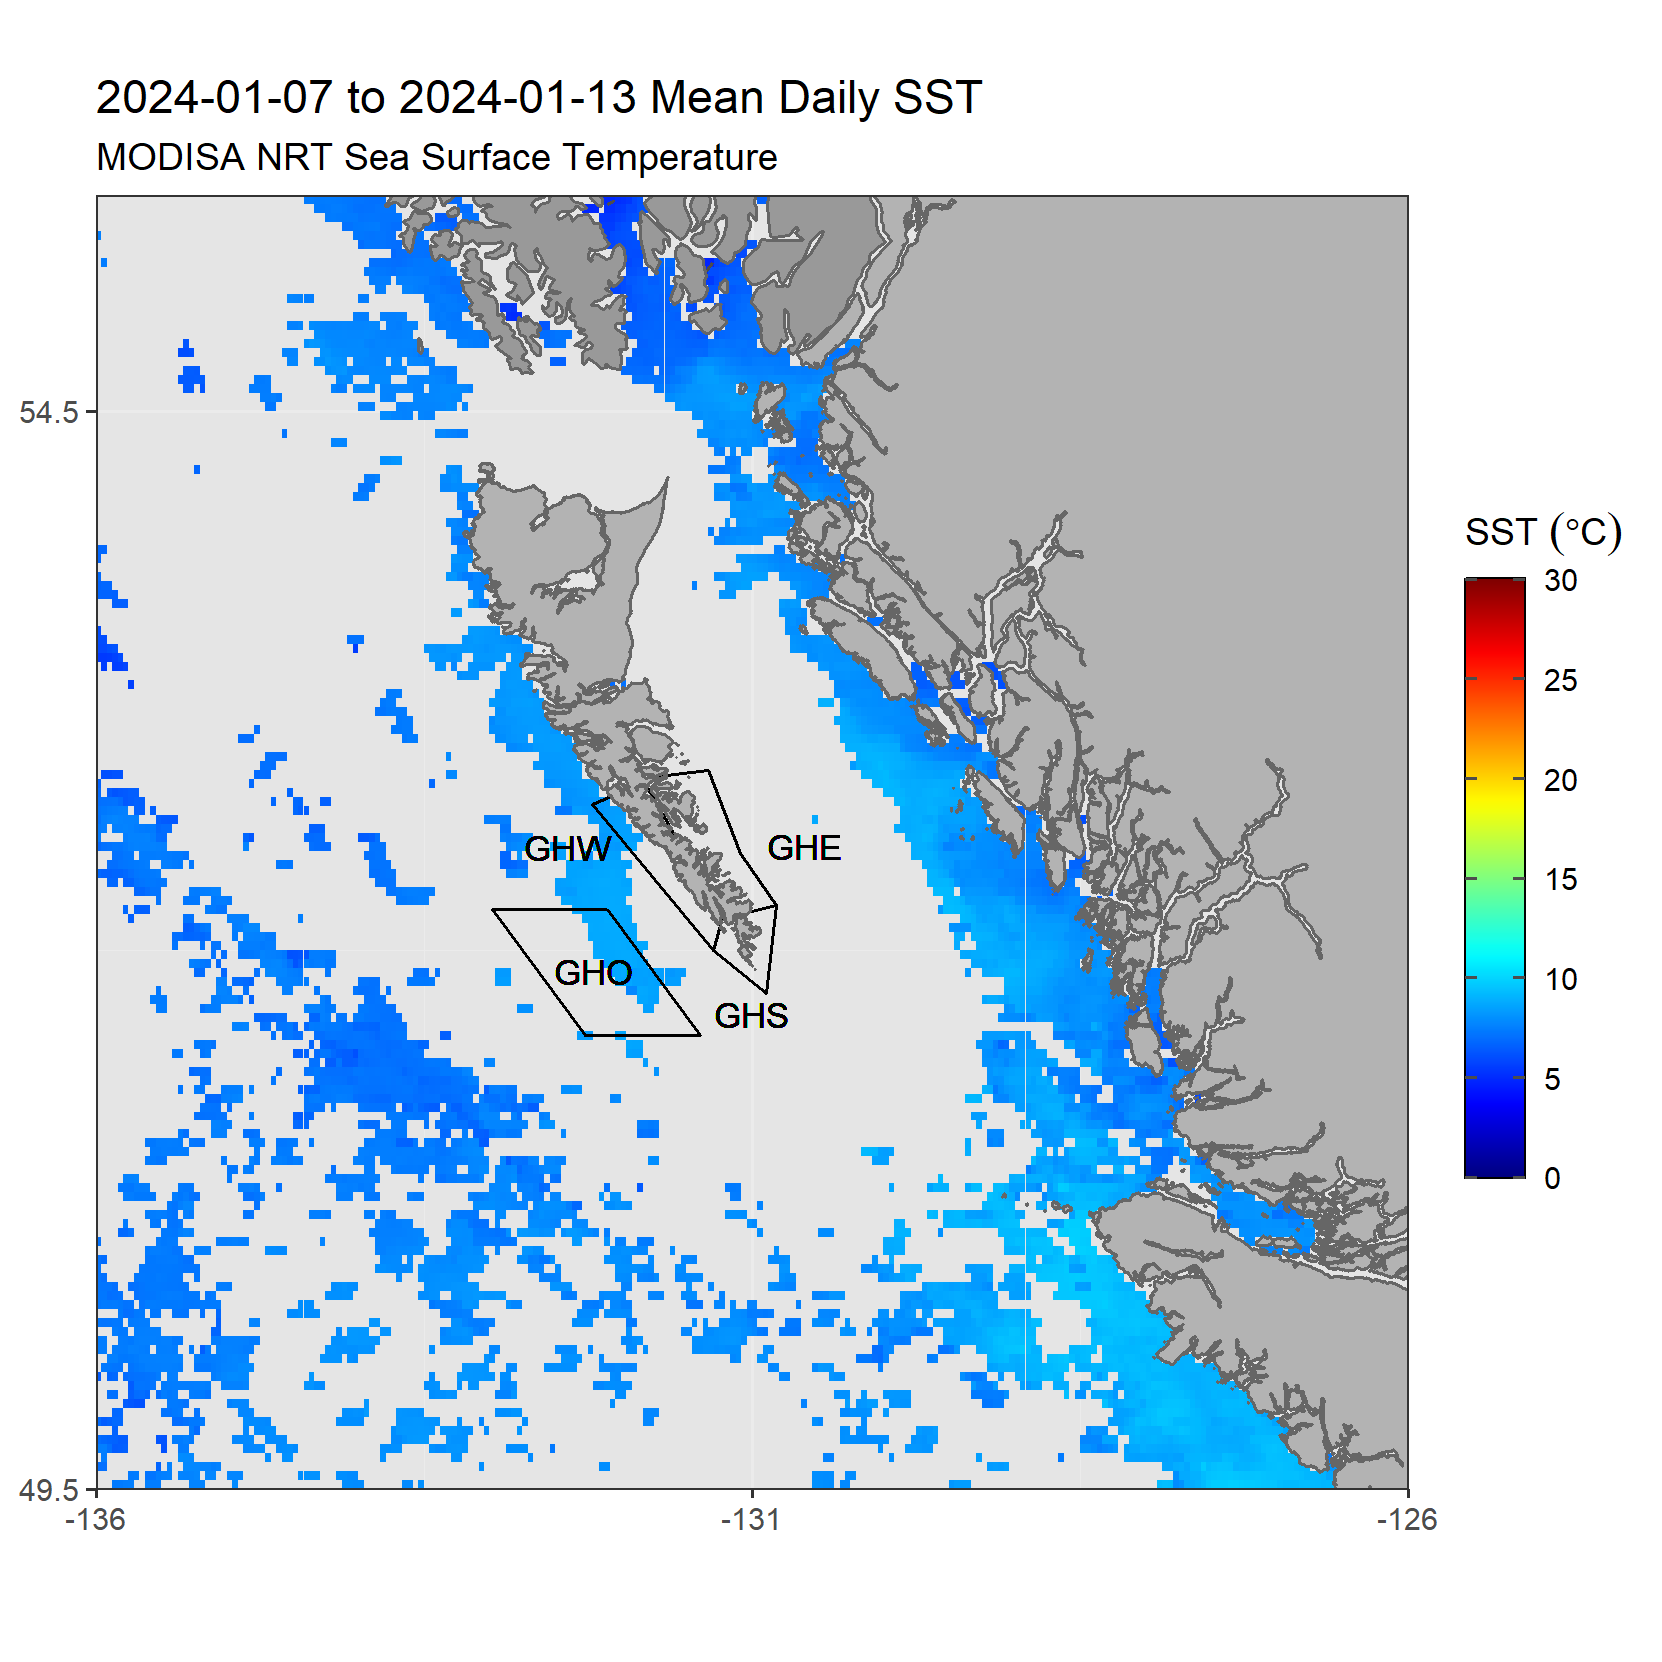 2024-01-07 to 2024-01-13 Mean Daily SST
MODISA NRT Sea Surface Temperature
54.5
49.5
-136
-131
-126
GHW
GHE
GHO
GHS
SST (°C)
30
25
20
15
10
5
0